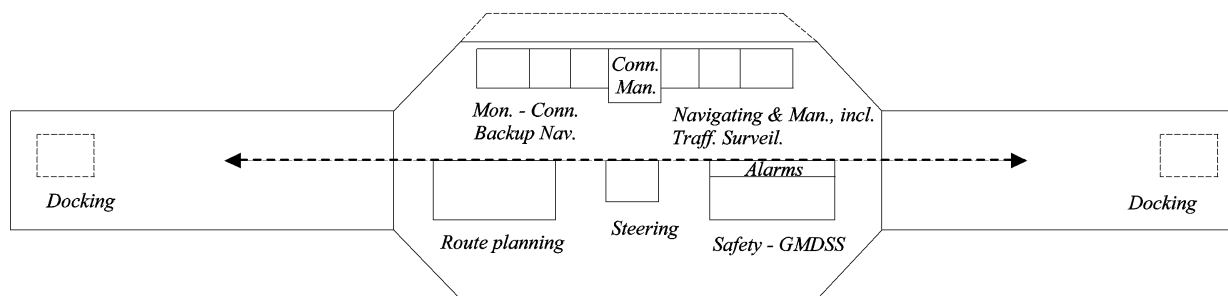 Conn.
Man.
Mon. - Conn.
Backup Nav.
Navigating & Man., incl.
Traff. Surveil.
Alarms
Docking
Docking
Route planning
Steering
Safety - GMDSS